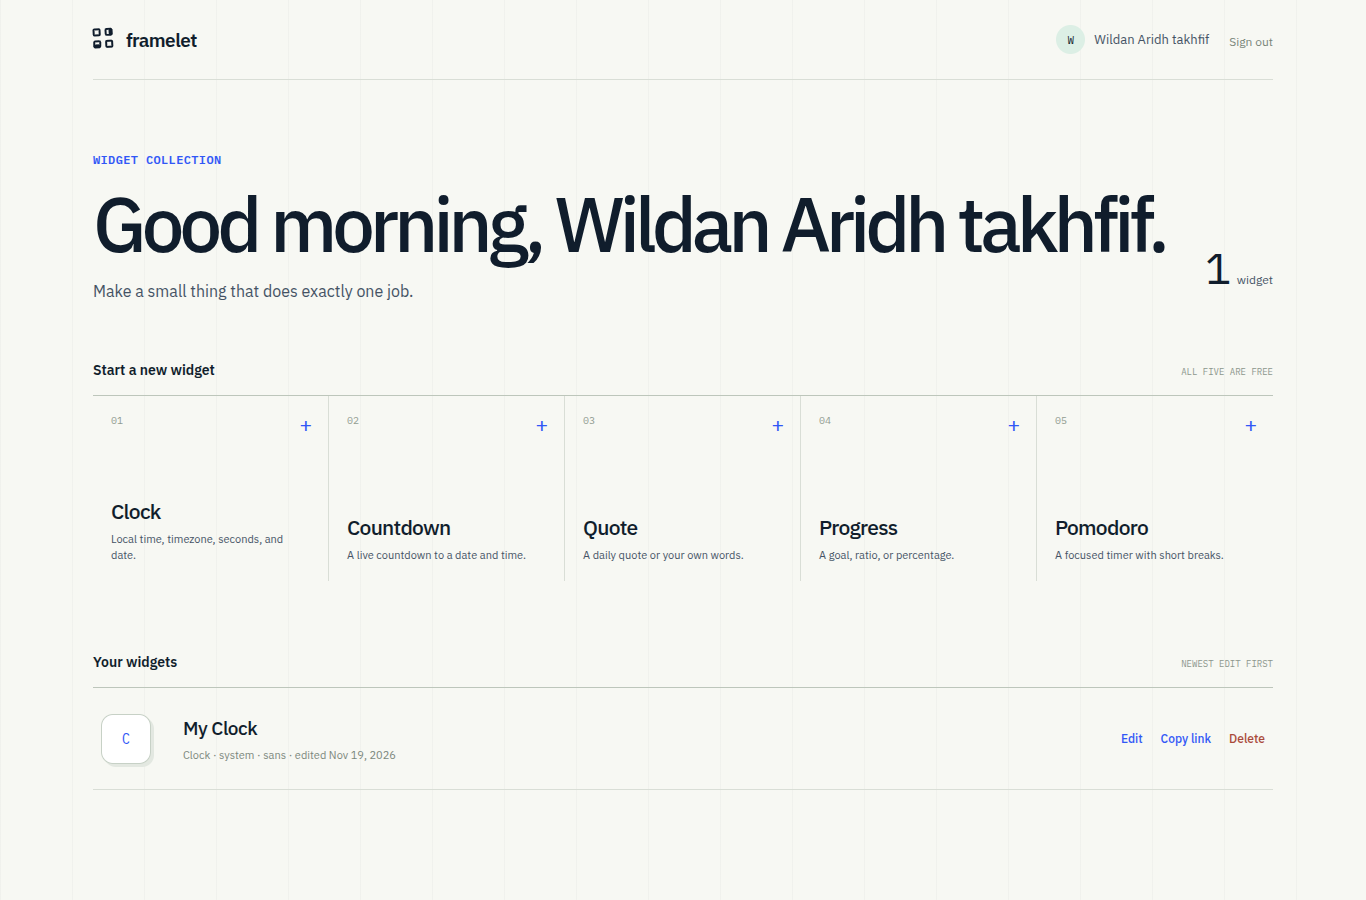 framelet
W Wildan Aridh takhfif Sign out
WIDGET COLLECTION
Good morning, Wildan Aridh takhfif.
Make a small thing that does exactly one job.
1 widget
Start a new widget
ALL FIVE ARE FREE
01 +
Clock
Local time, timezone, seconds, and
date.
02 +
Countdown
A live countdown to a date and time.
03 +
Quote
A daily quote or your own words.
04 +
Progress
A goal, ratio, or percentage.
05 +
Pomodoro
A focused timer with short breaks.
Your widgets
NEWEST EDIT FIRST
C
My Clock
Clock · system · sans · edited Nov 19, 2026
Edit Copy link Delete